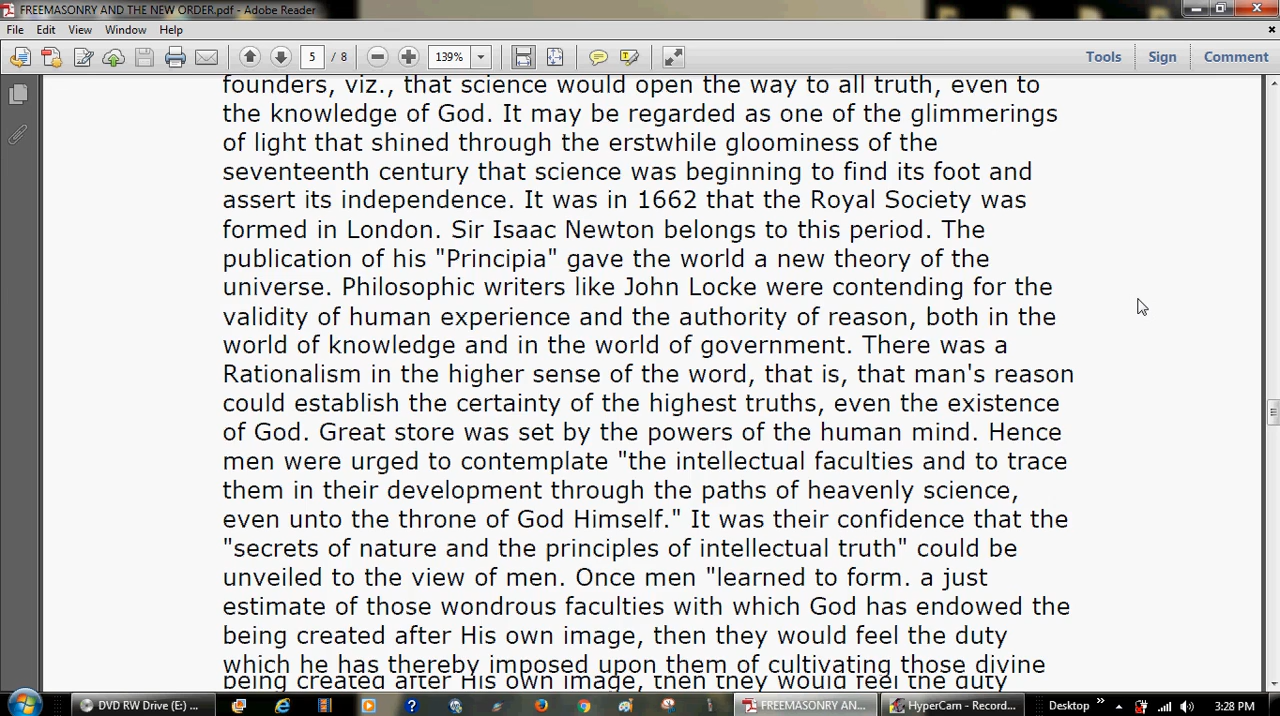 FREEMASONRY AND THE NEW ORDER.pdf - Adobe Reader
File Edit View Window Help
5 / 8 139% Tools Sign Comment
founders, viz., that science would open the way to all truth, even to
the knowledge of God. It may be regarded as one of the glimmerings
of light that shined through the erstwhile gloominess of the
seventeenth century that science was beginning to find its foot and
assert its independence. It was in 1662 that the Royal Society was
formed in London. Sir Isaac Newton belongs to this period. The
publication of his "Principia" gave the world a new theory of the
universe. Philosophic writers like John Locke were contending for the
validity of human experience and the authority of reason, both in the
world of knowledge and in the world of government. There was a
Rationalism in the higher sense of the word, that is, that man's reason
could establish the certainty of the highest truths, even the existence
of God. Great store was set by the powers of the human mind. Hence
men were urged to contemplate "the intellectual faculties and to trace
them in their development through the paths of heavenly science,
even unto the throne of God Himself." It was their confidence that the
"secrets of nature and the principles of intellectual truth" could be
unveiled to the view of men. Once men "learned to form. a just
estimate of those wondrous faculties with which God has endowed the
being created after His own image, then they would feel the duty
which he has thereby imposed upon them of cultivating those divine
being created after His own image, then they would feel the duty
DVD RW Drive (E:) ... FREEMASONRY AN... HyperCam - Record... Desktop » 3:28 PM